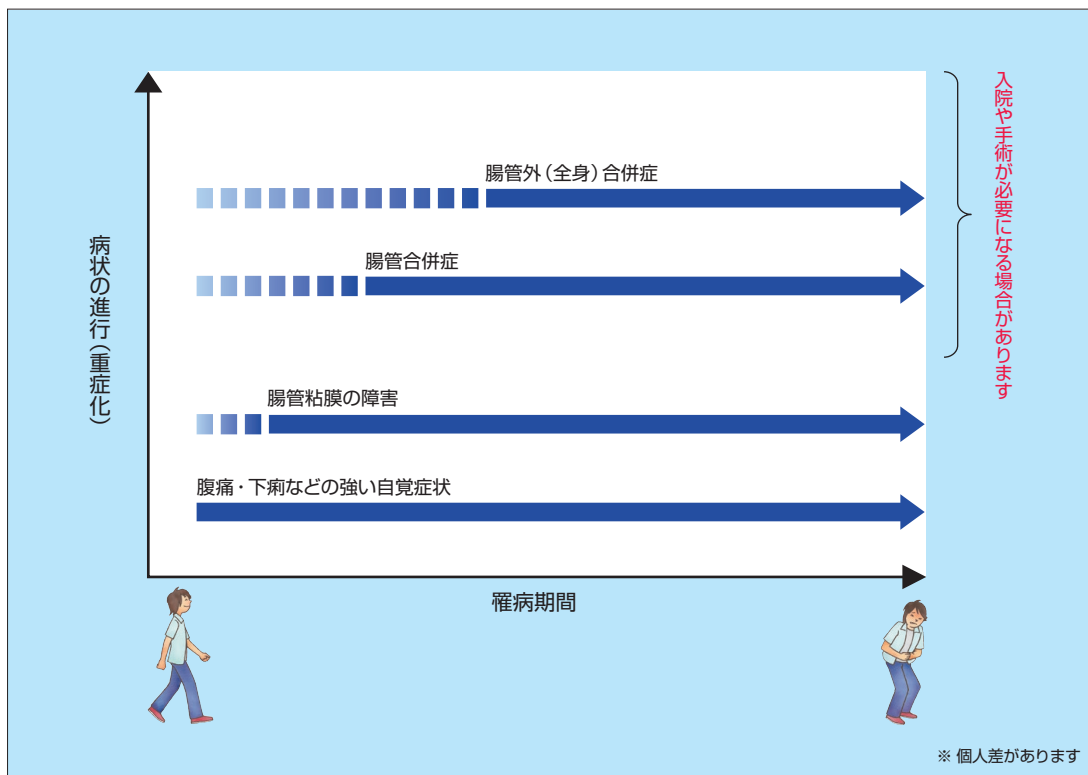 入院や手術が必要になる場合があります
腸管外（全身）合併症
腸管合併症
病状の進行（重症化）
腸管粘膜の障害
腹痛・下痢などの強い自覚症状
罹病期間
※ 個人差があります